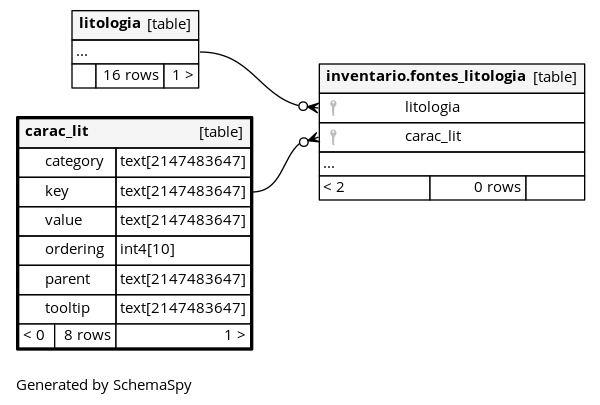 litologia [table]
...
16 rows 1 >
inventario.fontes_litologia [table]
litologia
carac_lit
...
< 2 0 rows
carac_lit [table]
category text[2147483647]
key text[2147483647]
value text[2147483647]
ordering int4[10]
parent text[2147483647]
tooltip text[2147483647]
< 0 8 rows 1 >
Generated by SchemaSpy